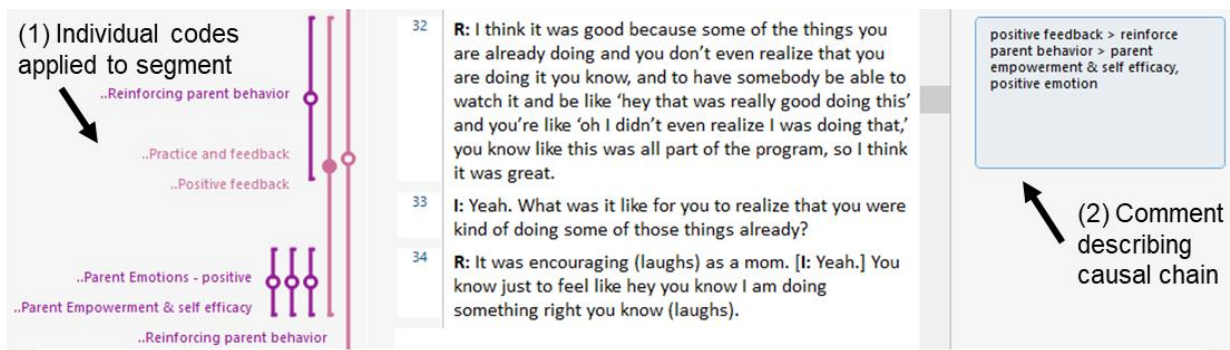 (1) Individual codes
applied to segment
..Reinforcing parent behavior
..Practice and feedback
..Positive feedback
..Parent Emotions - positive
..Parent Empowerment & self efficacy
..Reinforcing parent behavior
32
R: I think it was good because some of the things you
are already doing and you don't even realize that you
are doing it you know, and to have somebody be able to
watch it and be like ‘hey that was really good doing this’
and you're like ‘oh I didn't even realize I was doing that,’
you know like this was all part of the program, so I think
it was great.
33
I: Yeah. What was it like for you to realize that you were
kind of doing some of those things already?
34
R: It was encouraging (laughs) as a mom. [I: Yeah.] You
know just to feel like hey you know I am doing
something right you know (laughs).
positive feedback > reinforce
parent behavior > parent
empowerment & self efficacy,
positive emotion
(2) Comment
describing
causal chain